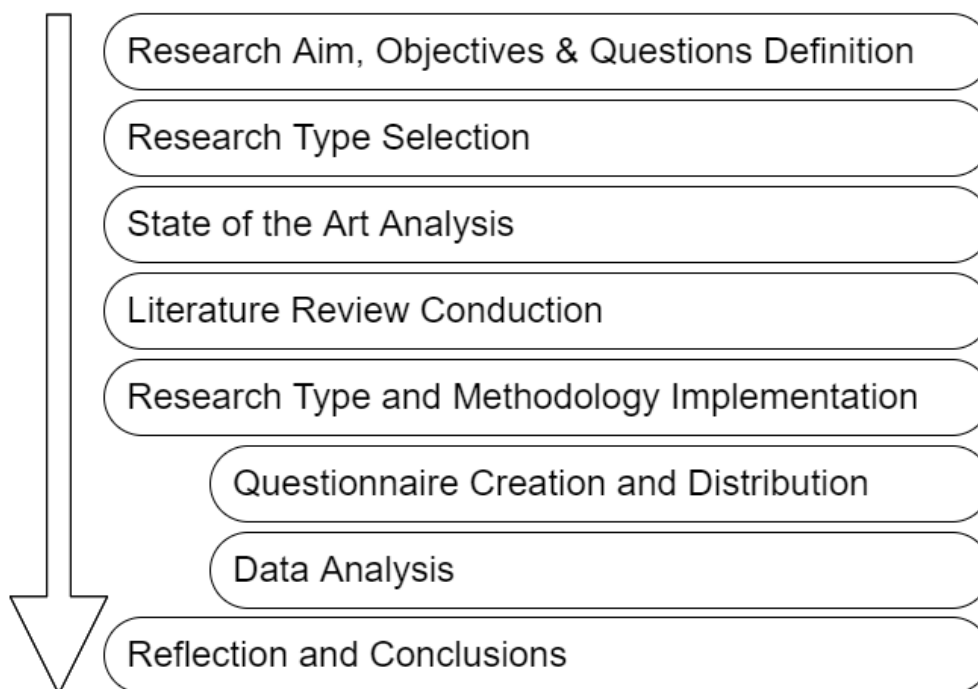 Research Aim, Objectives & Questions Definition
Research Type Selection
State of the Art Analysis
Literature Review Conduction
Research Type and Methodology Implementation
Questionnaire Creation and Distribution
Data Analysis
Reflection and Conclusions